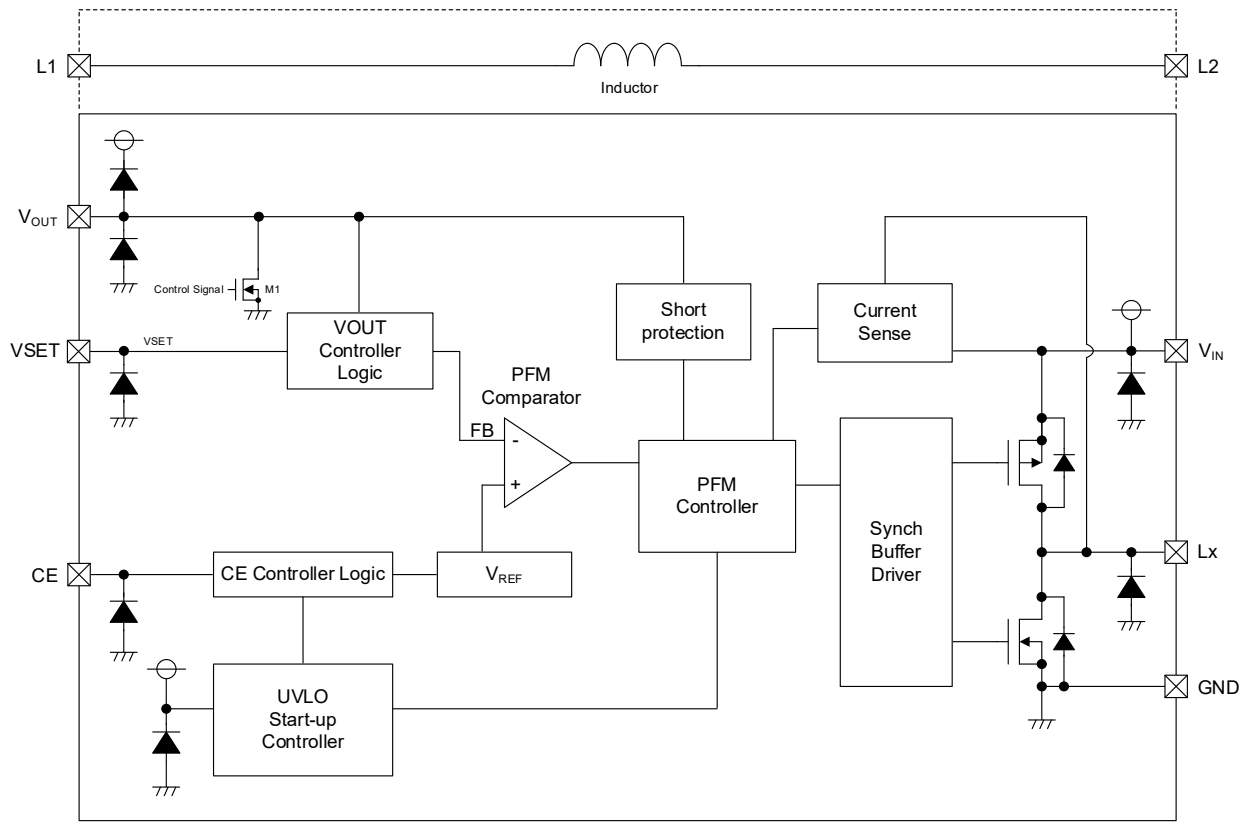 L1
L2
Inductor
VOUT
Control Signal
M1
Short
protection
Current
Sense
VSET
VSET
VOUT
Controller
Logic
VIN
PFM
Comparator
FB
-
+
PFM
Controller
Synch
Buffer
Driver
Lx
CE
CE Controller Logic
VREF
UVLO
Start-up
Controller
GND